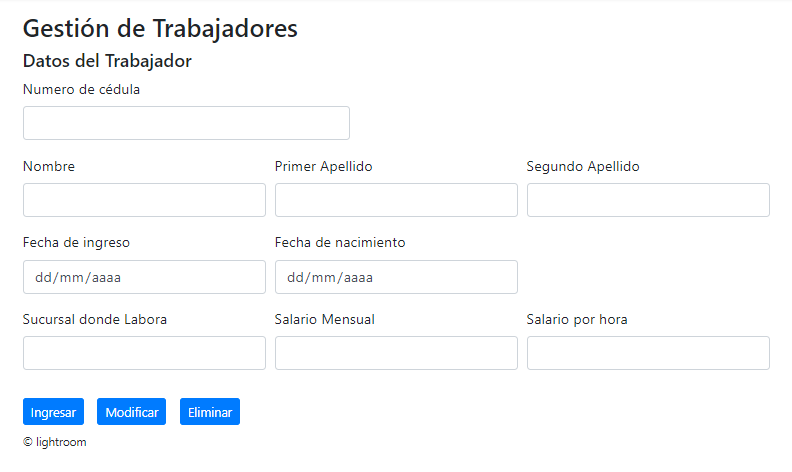 Gestión de Trabajadores
Datos del Trabajador
Numero de cédula
Nombre Primer Apellido Segundo Apellido
Fecha de ingreso Fecha de nacimiento
dd/mm/aaaa dd/mm/aaaa
Sucursal donde Labora Salario Mensual Salario por hora
Ingresar Modificar Eliminar
© lightroom